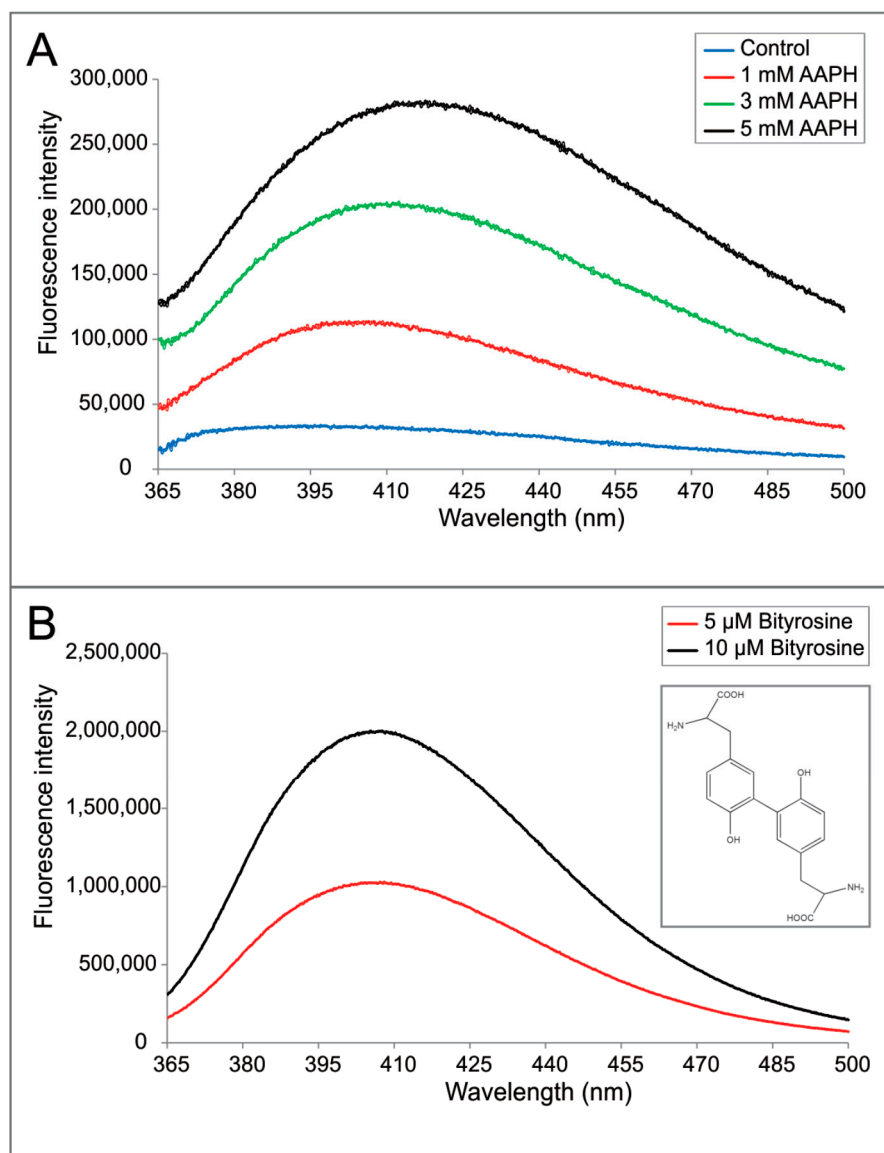 A
Control
1 mM AAPH
3 mM AAPH
5 mM AAPH
Fluorescence intensity
300,000
250,000
200,000
150,000
100,000
50,000
0
365 380 395 410 425 440 455 470 485 500
Wavelength (nm)
B
5 µM Bityrosine
10 µM Bityrosine
Fluorescence intensity
2,500,000
2,000,000
1,500,000
1,000,000
500,000
0
365 380 395 410 425 440 455 470 485 500
Wavelength (nm)
COOH
H₂N
OH
OH
NH₂
HOOC